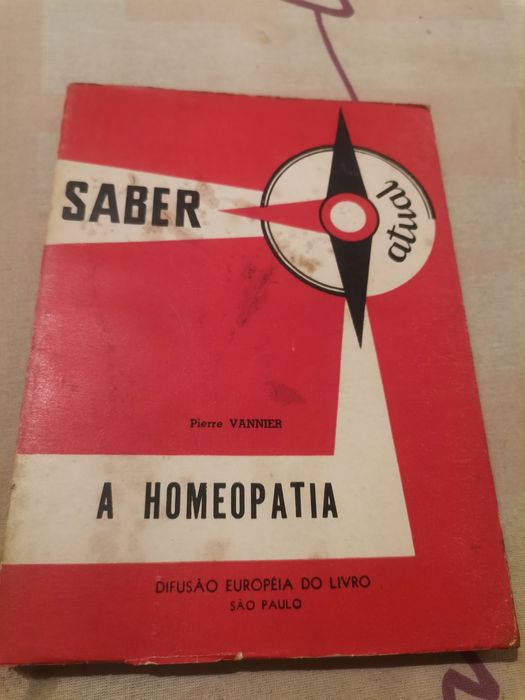 SABER
atual
Pierre VANNIER
A HOMEOPATIA
DIFUSÃO EUROPÉIA DO LIVRO
SÃO PAULO